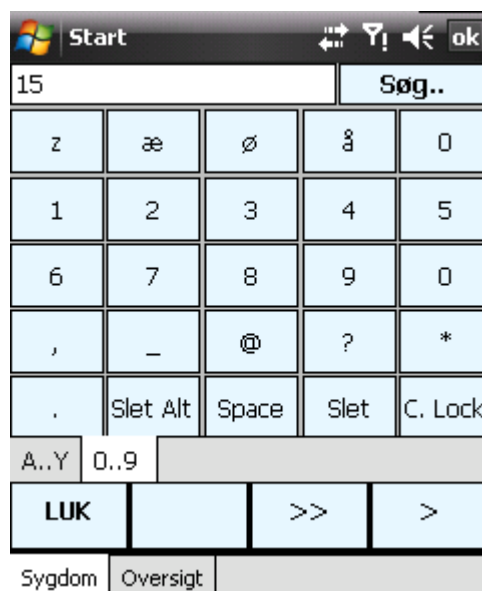 Start ok
15 Søg..
z æ ø å 0
1 2 3 4 5
6 7 8 9 0
, _ @ ? *
. Slet Alt Space Slet C. Lock
A..Y 0..9
LUK >> >
Sygdom Oversigt